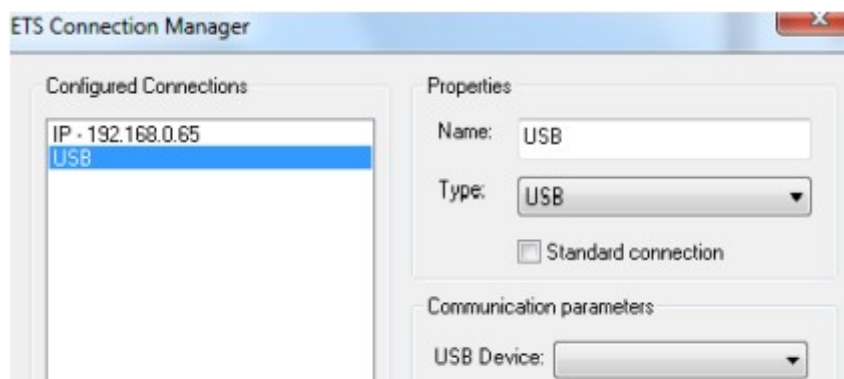 ETS Connection Manager
Configured Connections
IP - 192.168.0.65
USB
Properties
Name: USB
Type: USB
Standard connection
Communication parameters
USB Device: